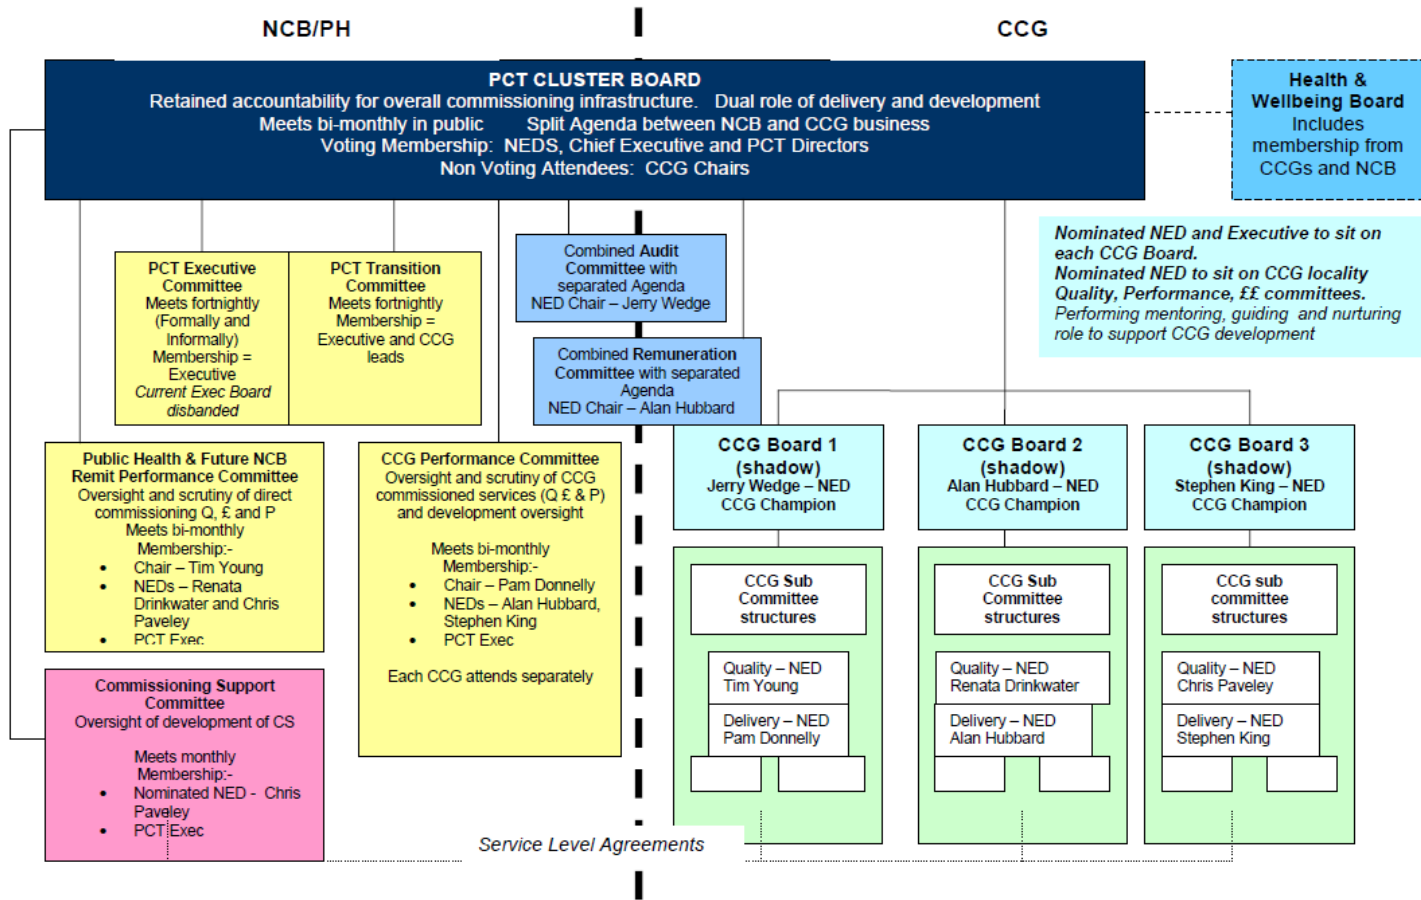 NCB/PH
CCG
PCT CLUSTER BOARD
Retained accountability for overall commissioning infrastructure. Dual role of delivery and development
Meets bi-monthly in public Split Agenda between NCB and CCG business
Voting Membership: NEDS, Chief Executive and PCT Directors
Non Voting Attendees: CCG Chairs
Health &
Wellbeing Board
Includes
membership from
CCGs and NCB
Nominated NED and Executive to sit on
each CCG Board.
Nominated NED to sit on CCG locality
Quality, Performance, ££ committees.
Performing mentoring, guiding and nurturing
role to support CCG development
PCT Executive
Committee
Meets fortnightly
(Formally and
Informally)
Membership =
Executive
Current Exec Board
disbanded
PCT Transition
Committee
Meets fortnightly
Membership =
Executive and CCG
leads
Combined Audit
Committee with
separated Agenda
NED Chair – Jerry Wedge
Combined Remuneration
Committee with separated
Agenda
NED Chair – Alan Hubbard
Public Health & Future NCB
Remit Performance Committee
Oversight and scrutiny of direct
commissioning Q, £ and P
Meets bi-monthly
Membership:-
• Chair – Tim Young
• NEDs – Renata
Drinkwater and Chris
Paveley
• PCT Exec
CCG Performance Committee
Oversight and scrutiny of CCG
commissioned services (Q £ & P)
and development oversight
Meets bi-monthly
Membership:-
• Chair – Pam Donnelly
• NEDs – Alan Hubbard,
Stephen King
• PCT Exec
Each CCG attends separately
Commissioning Support
Committee
Oversight of development of CS
Meets monthly
Membership:-
• Nominated NED - Chris
Paveley
• PCT Exec
CCG Board 1
(shadow)
Jerry Wedge – NED
CCG Champion
CCG Board 2
(shadow)
Alan Hubbard – NED
CCG Champion
CCG Board 3
(shadow)
Stephen King – NED
CCG Champion
CCG Sub
Committee
structures
Quality – NED
Tim Young
Delivery – NED
Pam Donnelly
CCG Sub
Committee
structures
Quality – NED
Renata Drinkwater
Delivery – NED
Alan Hubbard
CCG sub
committee
structures
Quality – NED
Chris Paveley
Delivery – NED
Stephen King
Service Level Agreements